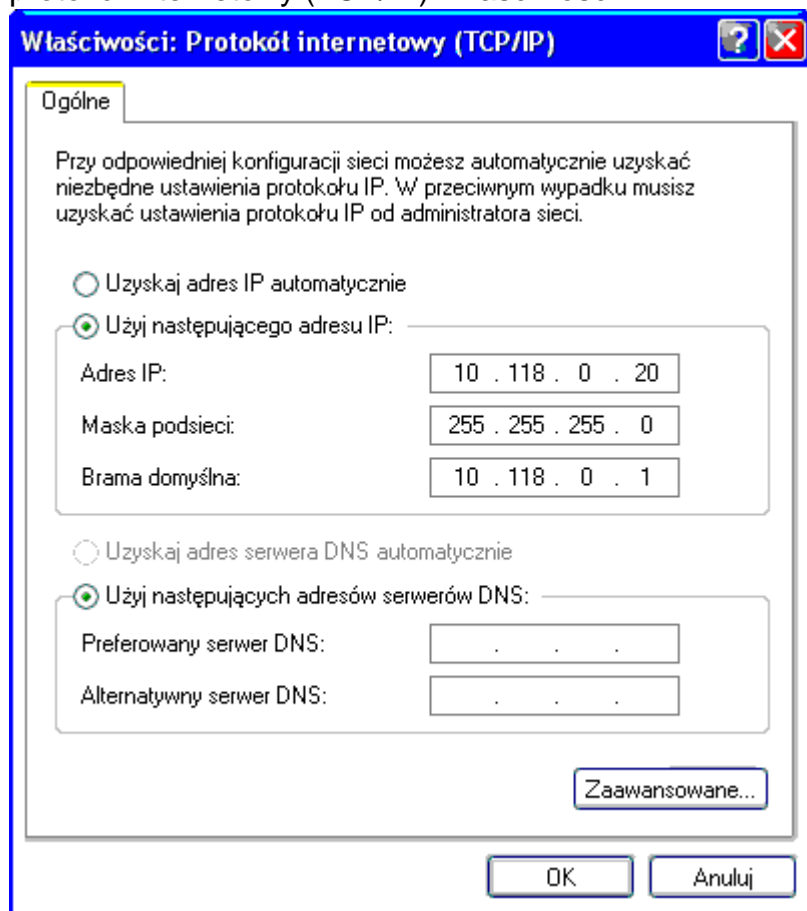 Właściwości: Protokół internetowy (TCP/IP)
Ogólne
Przy odpowiedniej konfiguracji sieci możesz automatycznie uzyskać
niezbędne ustawienia protokołu IP. W przeciwnym wypadku musisz
uzyskać ustawienia protokołu IP od administratora sieci.
Uzyskaj adres IP automatycznie
Użyj następującego adresu IP:
Adres IP: 10 . 118 . 0 . 20
Maska podsieci: 255 . 255 . 255 . 0
Brama domyślna: 10 . 118 . 0 . 1
Uzyskaj adres serwera DNS automatycznie
Użyj następujących adresów serwerów DNS:
Preferowany serwer DNS: . . .
Alternatywny serwer DNS: . . .
Zaawansowane...
OK Anuluj